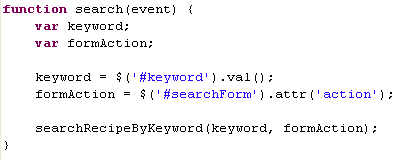 function search(event) {
    var keyword;
    var formAction;

    keyword = $('#keyword').val();
    formAction = $('#searchForm').attr('action');

    searchRecipeByKeyword(keyword, formAction);
}